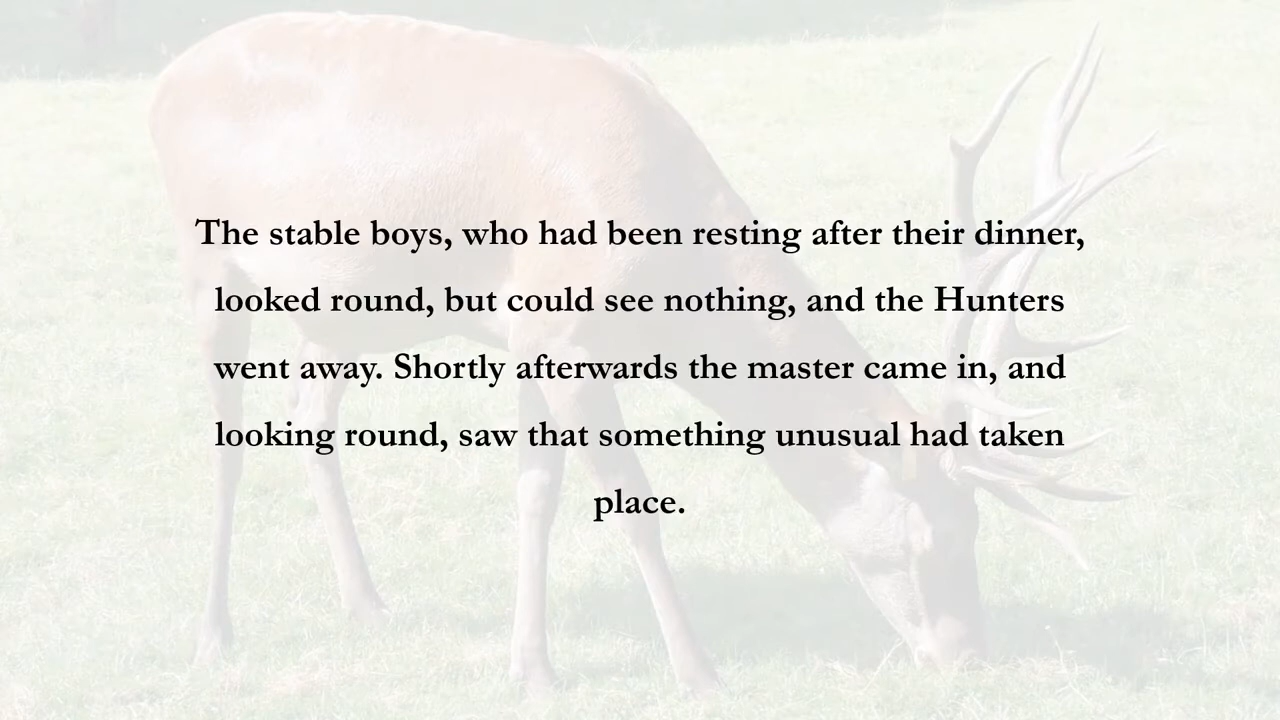 The stable boys, who had been resting after their dinner,
looked round, but could see nothing, and the Hunters
went away. Shortly afterwards the master came in, and
looking round, saw that something unusual had taken
place.